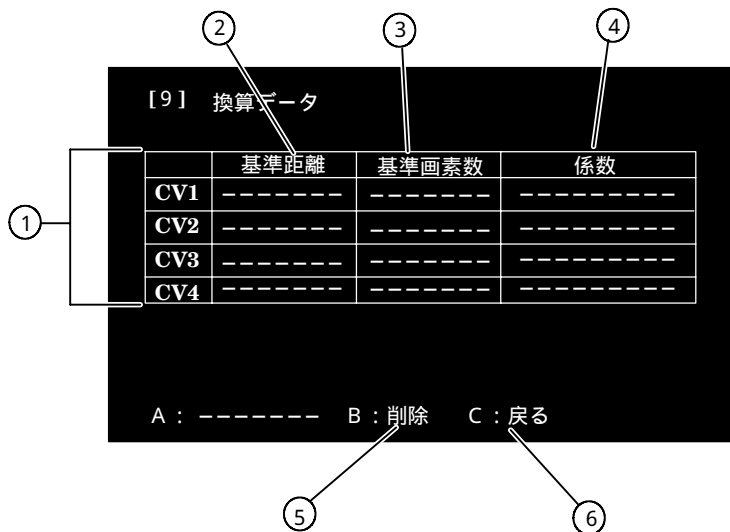 ② ③ ④
[9] 換算データ
①
基準距離 基準画素数 係数
CV1 ------- ------- ---------
CV2 ------- ------- ---------
CV3 ------- ------- ---------
CV4 ------- ------- ---------
A : ------- B : 削除 C : 戻る
⑤ ⑥